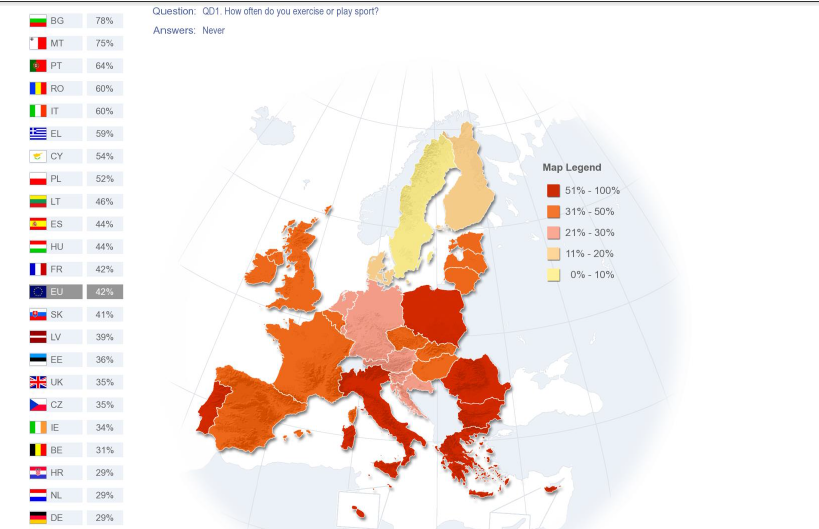 Question: QD1. How often do you exercise or play sport?
Answers: Never
BG 78%
MT 75%
PT 64%
RO 60%
IT 60%
EL 59%
CY 54%
PL 52%
LT 46%
ES 44%
HU 44%
FR 42%
EU 42%
SK 41%
LV 39%
EE 36%
UK 35%
CZ 35%
IE 34%
BE 31%
HR 29%
NL 29%
DE 29%
Map Legend
51% - 100%
31% - 50%
21% - 30%
11% - 20%
0% - 10%